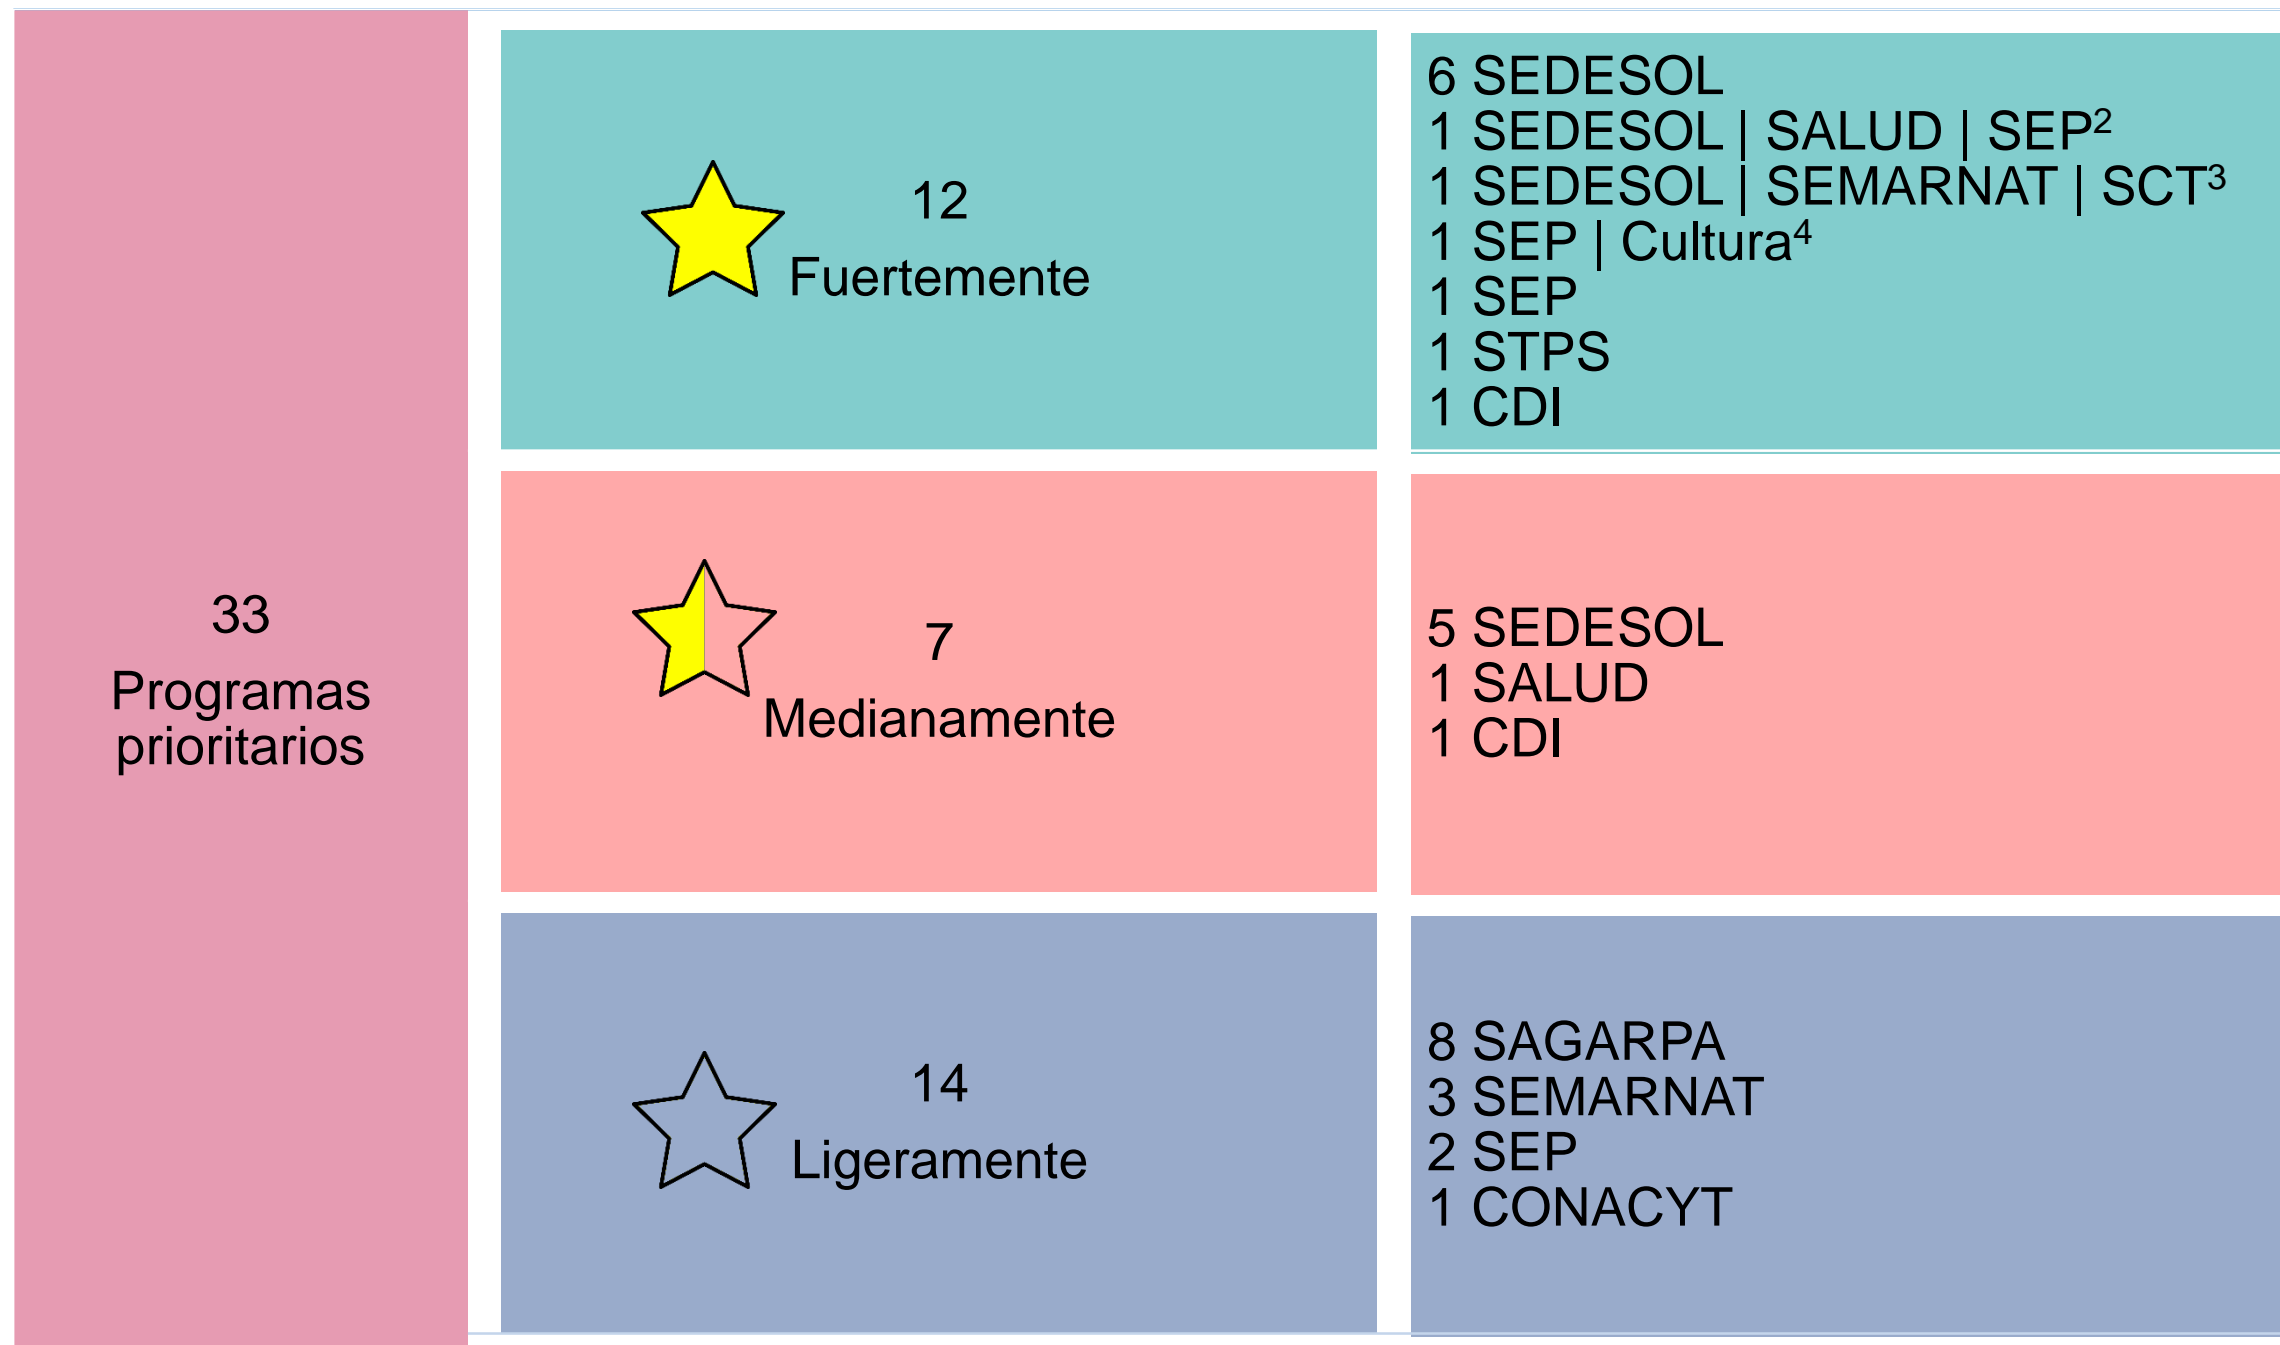 33
Programas
prioritarios
12
Fuertemente
6 SEDESOL
1 SEDESOL | SALUD | SEP²
1 SEDESOL | SEMARNAT | SCT³
1 SEP | Cultura⁴
1 SEP
1 STPS
1 CDI
7
Medianamente
5 SEDESOL
1 SALUD
1 CDI
14
Ligeramente
8 SAGARPA
3 SEMARNAT
2 SEP
1 CONACYT